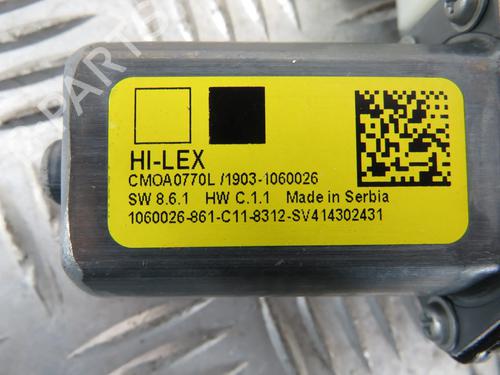 HI-LEX
CMOA0770L /1903-1060026
SW 8.6.1 HW C.1.1 Made in Serbia
1060026-861-C11-8312-SV414302431